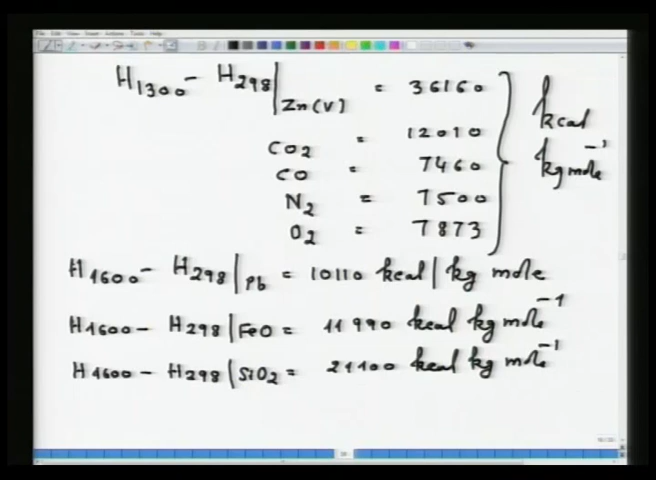 H1300 - H298|Zn(v) = 36160
CO2 = 12010
CO = 7460
N2 = 7500
O2 = 7873
kcal
kg mole-1
H1600 - H298|Pb = 10110 kcal | kg mole
H1600 - H298|FeO = 11990 kcal kg mole-1
H1600 - H298|SiO2 = 21100 kcal kg mole-1